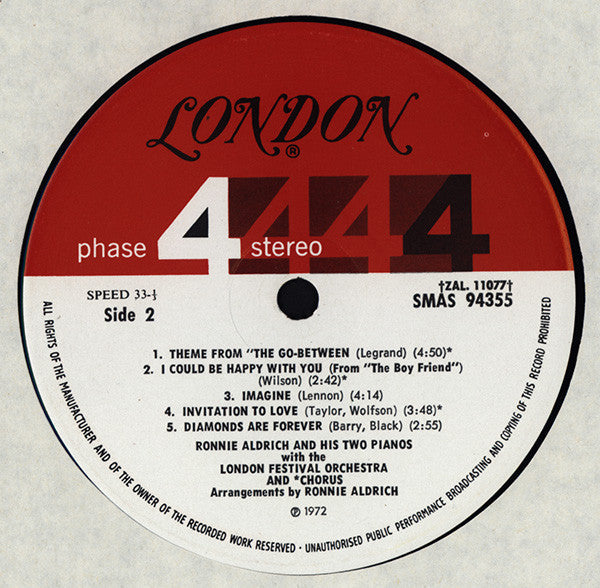 LONDON
®
phase 4 stereo 4 4 4
SPEED 33-⅓
Side 2
†ZAL. 11077†
SMAS 94355
1. THEME FROM "THE GO-BETWEEN (Legrand) (4:50)*
2. I COULD BE HAPPY WITH YOU (From "The Boy Friend")
(Wilson) (2:42)*
3. IMAGINE (Lennon) (4:14)
4. INVITATION TO LOVE (Taylor, Wolfson) (3:48)*
5. DIAMONDS ARE FOREVER (Barry, Black) (2:55)
RONNIE ALDRICH AND HIS TWO PIANOS
with the
LONDON FESTIVAL ORCHESTRA
AND *CHORUS
Arrangements by RONNIE ALDRICH
℗ 1972
ALL RIGHTS OF THE MANUFACTURER AND OF THE OWNER OF THE RECORDED WORK RESERVED · UNAUTHORISED PUBLIC PERFORMANCE BROADCASTING AND COPYING OF THIS RECORD PROHIBITED